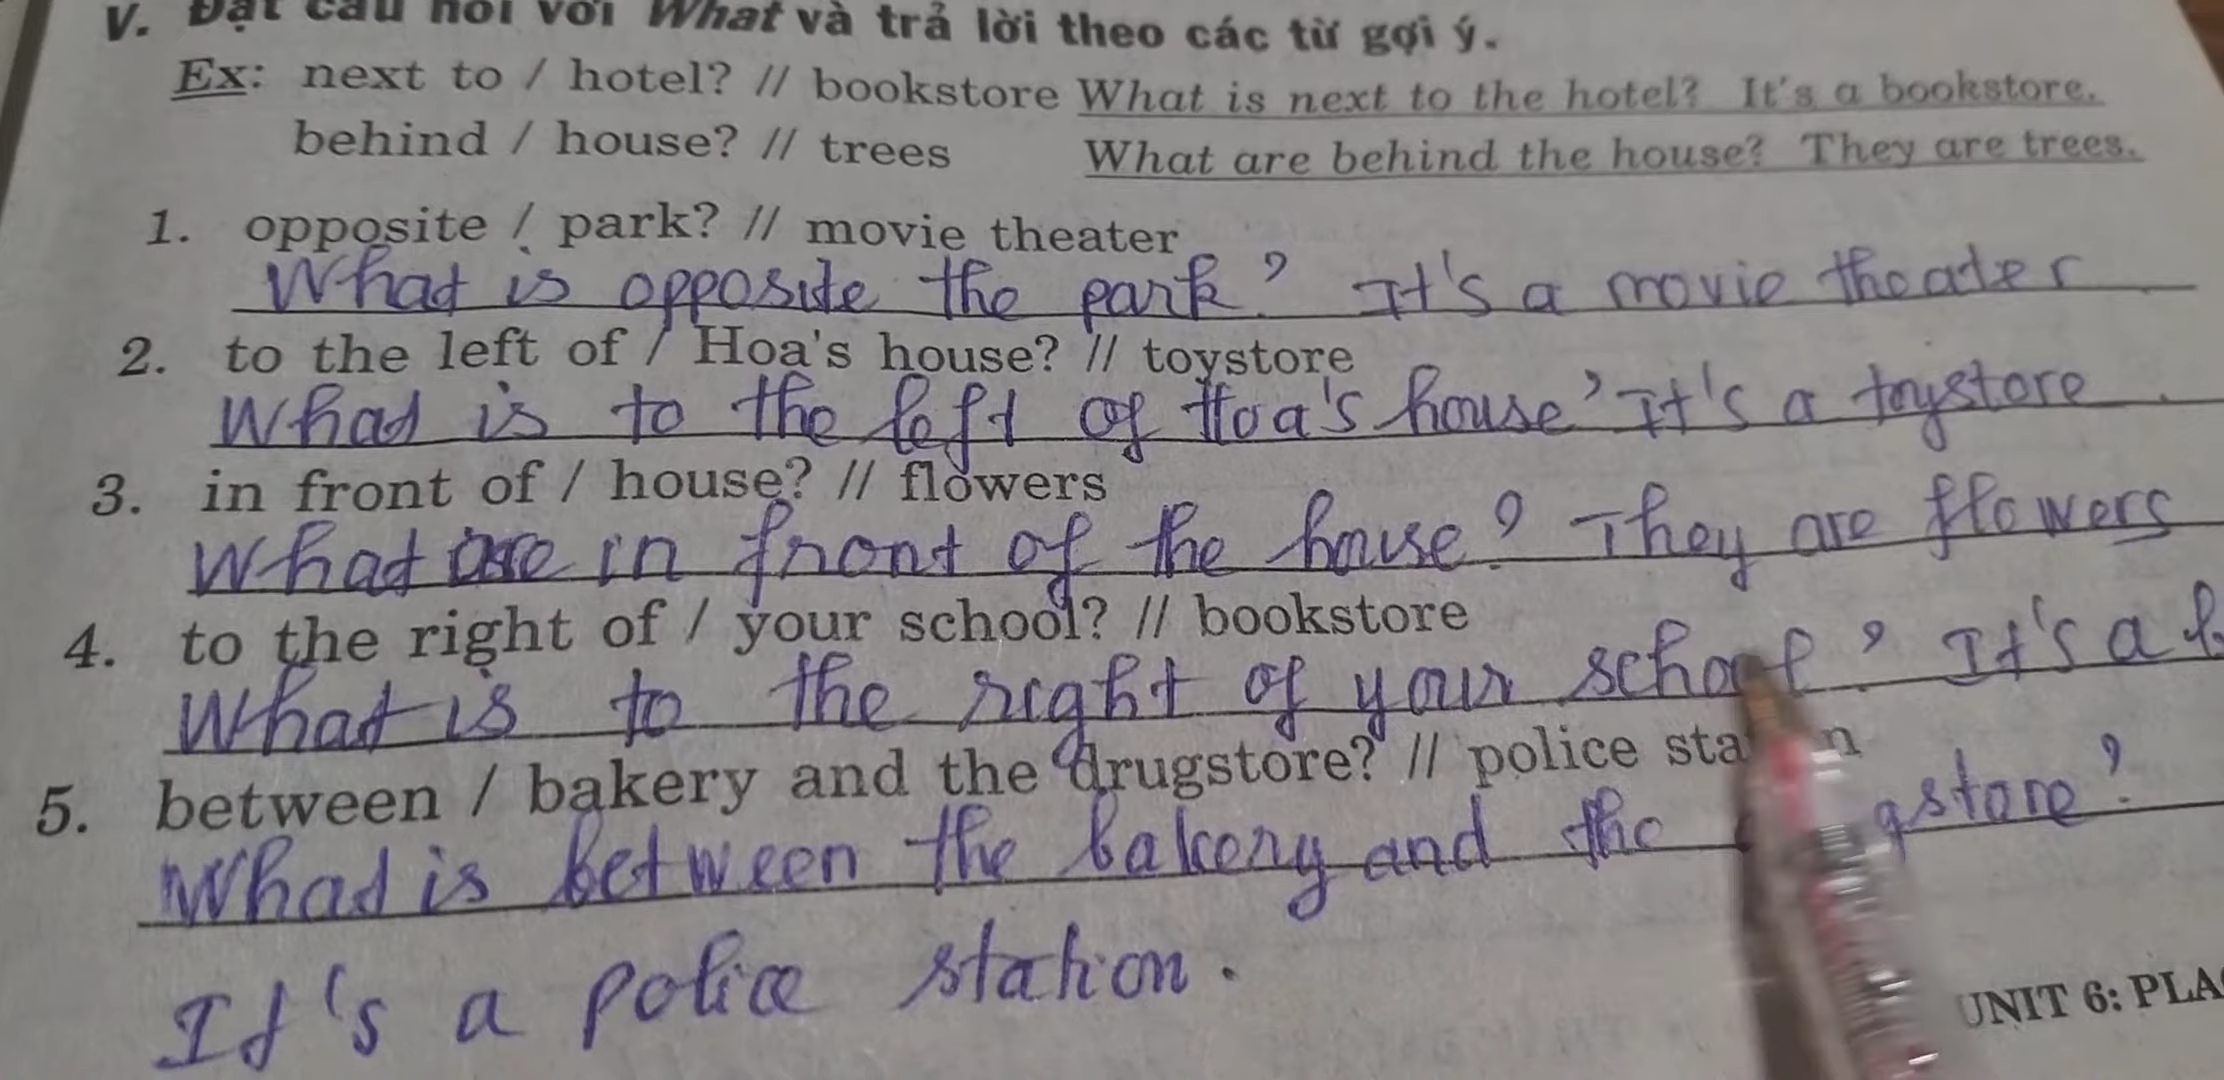 V. Đặt câu hỏi với What và trả lời theo các từ gợi ý.
Ex: next to / hotel? // bookstore What is next to the hotel? It's a bookstore.
behind / house? // trees What are behind the house? They are trees.
1. opposite / park? // movie theater
What is opposite the park? It's a movie theater
2. to the left of / Hoa's house? // toystore
What is to the left of Hoa's house? It's a toystore.
3. in front of / house? // flowers
What are in front of the house? They are flowers
4. to the right of / your school? // bookstore
What is to the right of your school? It's a
5. between / bakery and the drugstore? // police
What is between the bakery and the
It's a police station.
UNIT 6: